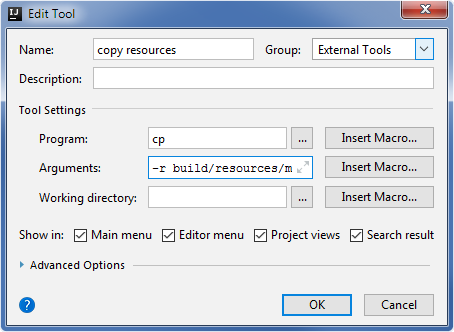 IJ Edit Tool
Name: copy resources Group: External Tools
Description:
Tool Settings
Program: cp ... Insert Macro...
Arguments: -r build/resources/m Insert Macro...
Working directory: ... Insert Macro...
Show in: Main menu Editor menu Project views Search result
Advanced Options
? OK Cancel